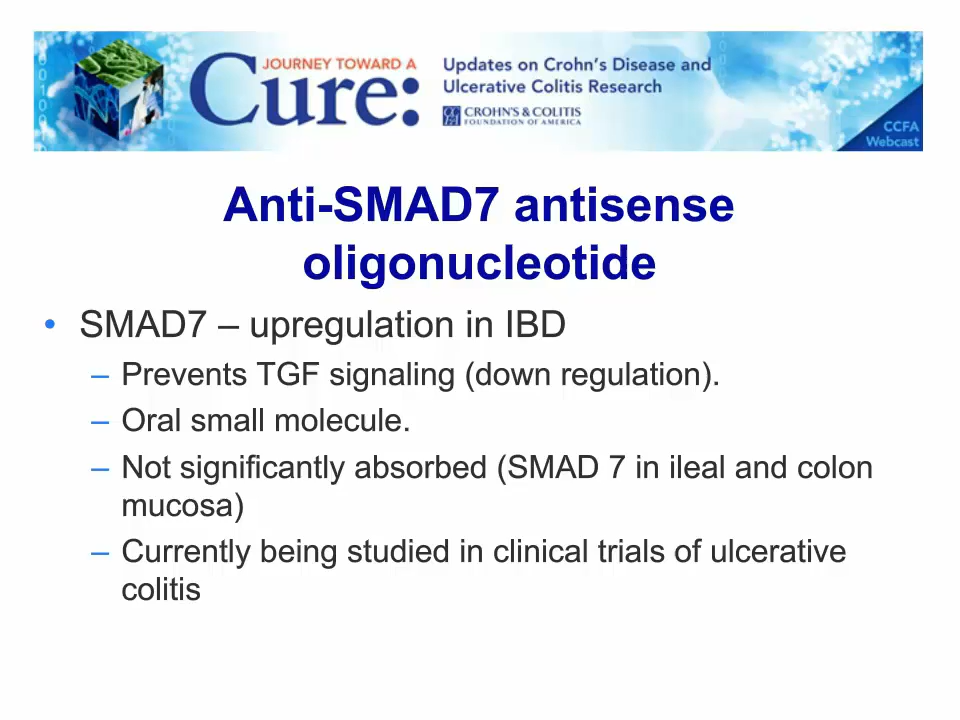 JOURNEY TOWARD A
Cure:
Updates on Crohn's Disease and
Ulcerative Colitis Research
CROHN'S & COLITIS
FOUNDATION OF AMERICA
CCFA
Webcast
Anti-SMAD7 antisense
oligonucleotide
• SMAD7 – upregulation in IBD
– Prevents TGF signaling (down regulation).
– Oral small molecule.
– Not significantly absorbed (SMAD 7 in ileal and colon
mucosa)
– Currently being studied in clinical trials of ulcerative
colitis